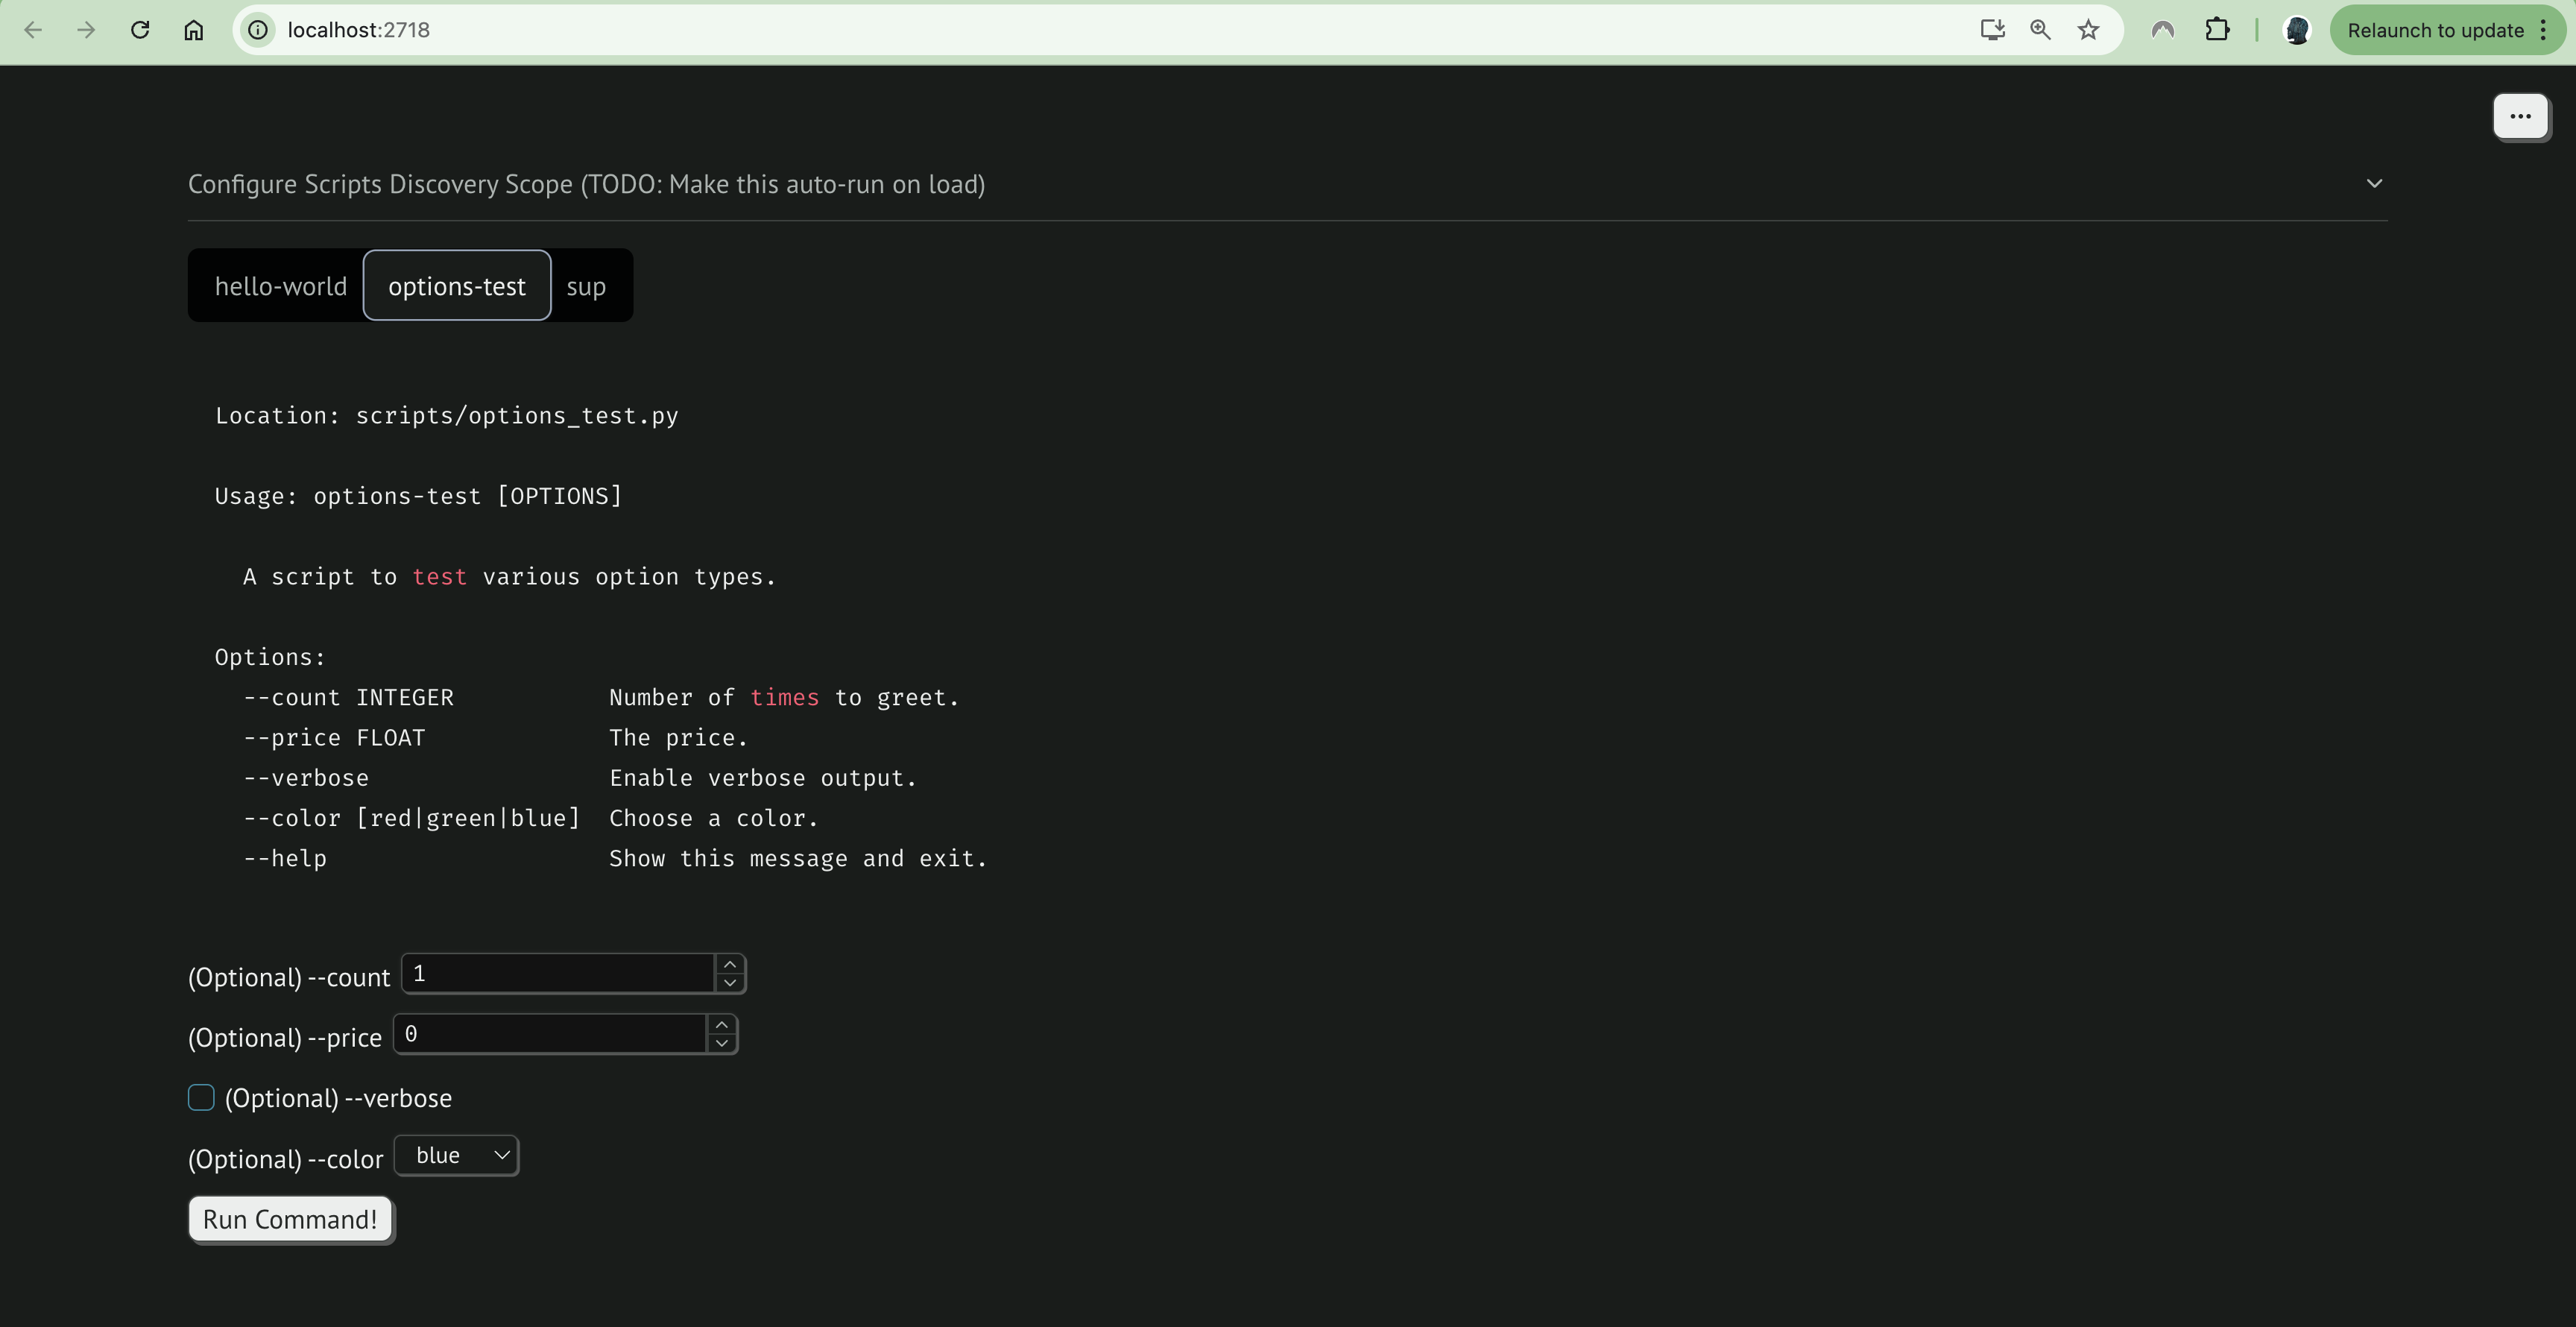 localhost:2718
Relaunch to update
Configure Scripts Discovery Scope (TODO: Make this auto-run on load)
hello-world options-test sup
Location: scripts/options_test.py
Usage: options-test [OPTIONS]
A script to test various option types.
Options:
--count INTEGER Number of times to greet.
--price FLOAT The price.
--verbose Enable verbose output.
--color [red|green|blue] Choose a color.
--help Show this message and exit.
(Optional) --count 1
(Optional) --price 0
(Optional) --verbose
(Optional) --color blue
Run Command!